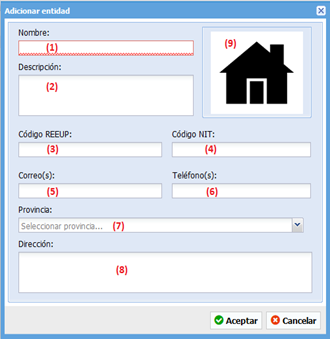 Adicionar entidad
Nombre:
(1)
(9)
Descripción:
(2)
Código REEUP: Código NIT:
(3) (4)
Correo(s): Teléfono(s):
(5) (6)
Provincia:
Seleccionar provincia... (7)
Dirección:
(8)
Aceptar Cancelar